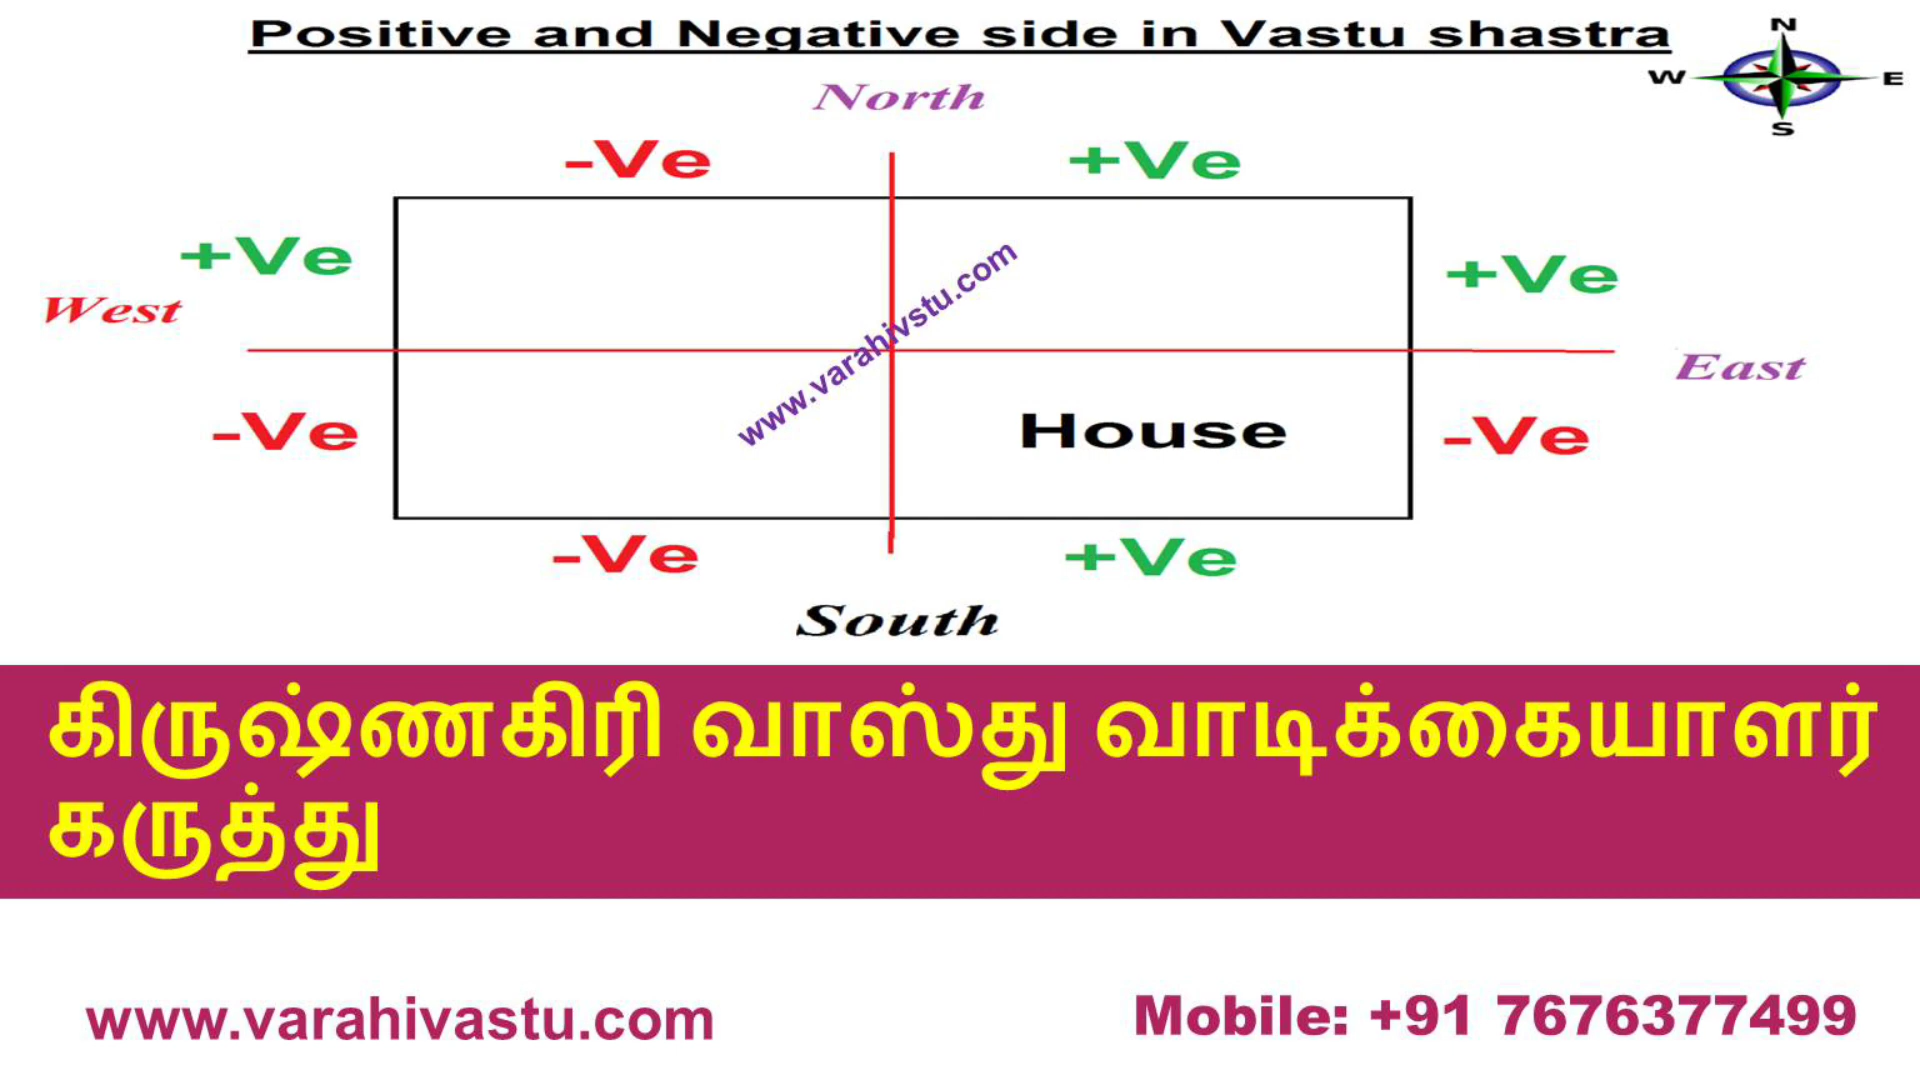 Positive and Negative side in Vastu shastra
N
W E
S
North
-Ve +Ve
+Ve +Ve
West
East
www.varahivstu.com
-Ve House -Ve
-Ve +Ve
South
கிருஷ்ணகிரி வாஸ்து வாடிக்கையாளர்
கருத்து
www.varahivastu.com Mobile: +91 7676377499